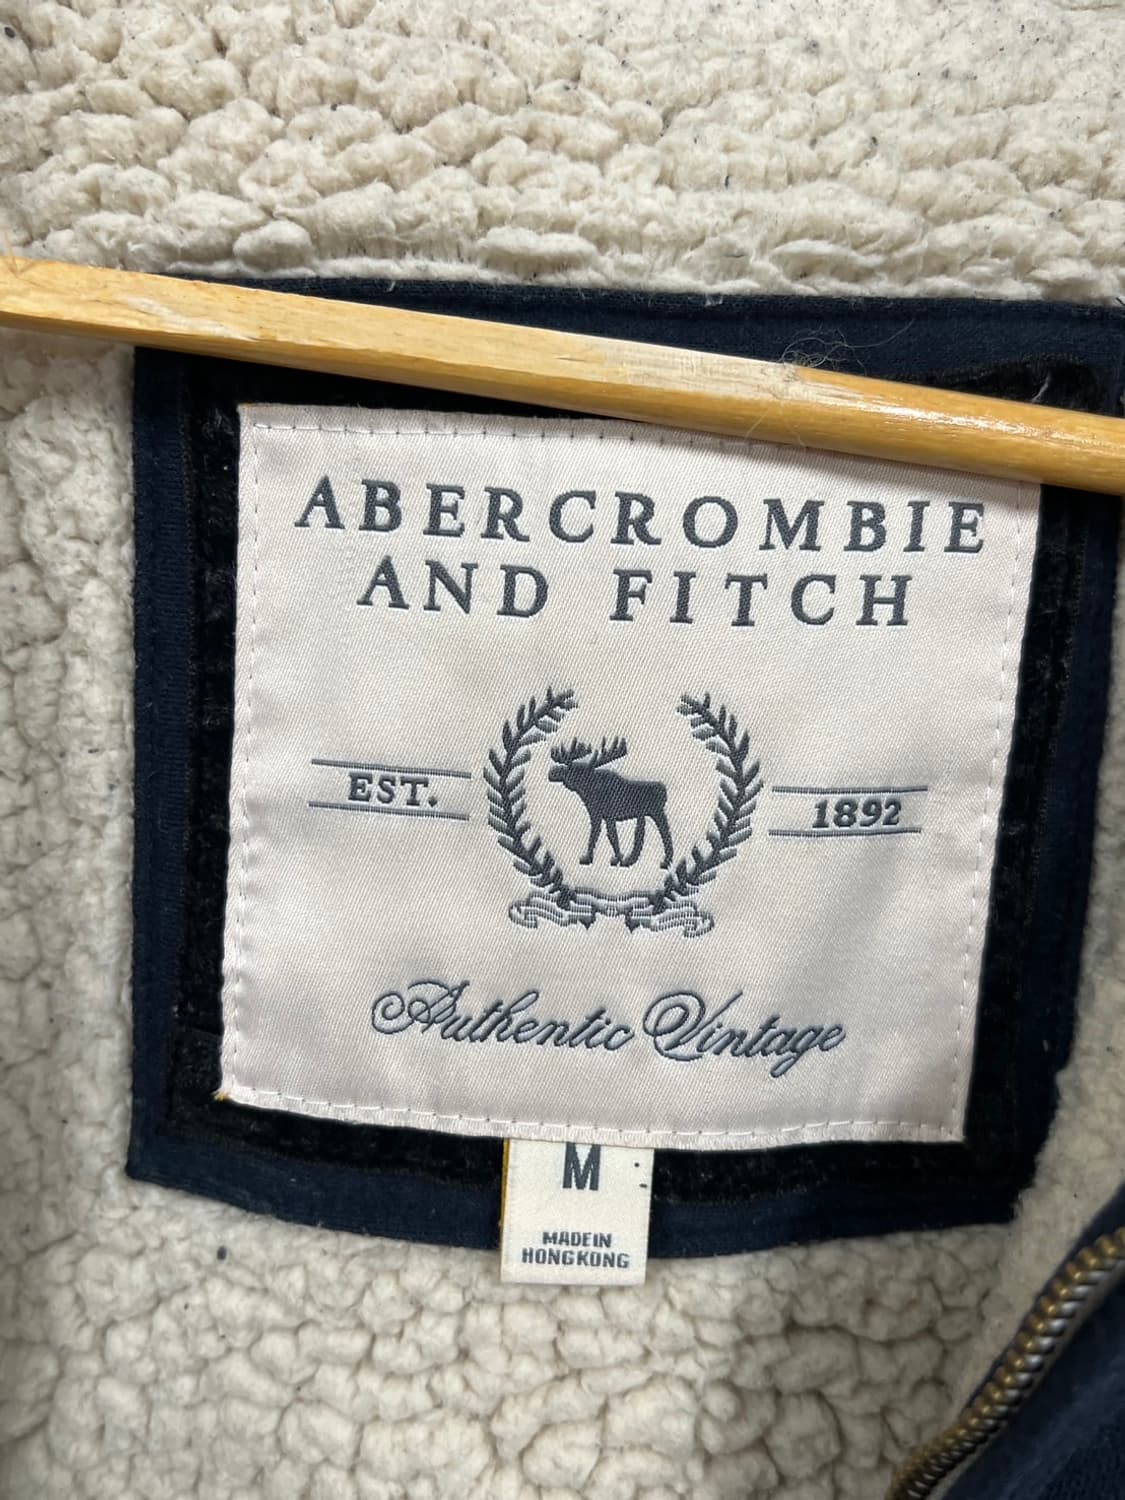 ABERCROMBIE
AND FITCH
EST. 1892
Authentic Vintage
M
MADE IN
HONG KONG